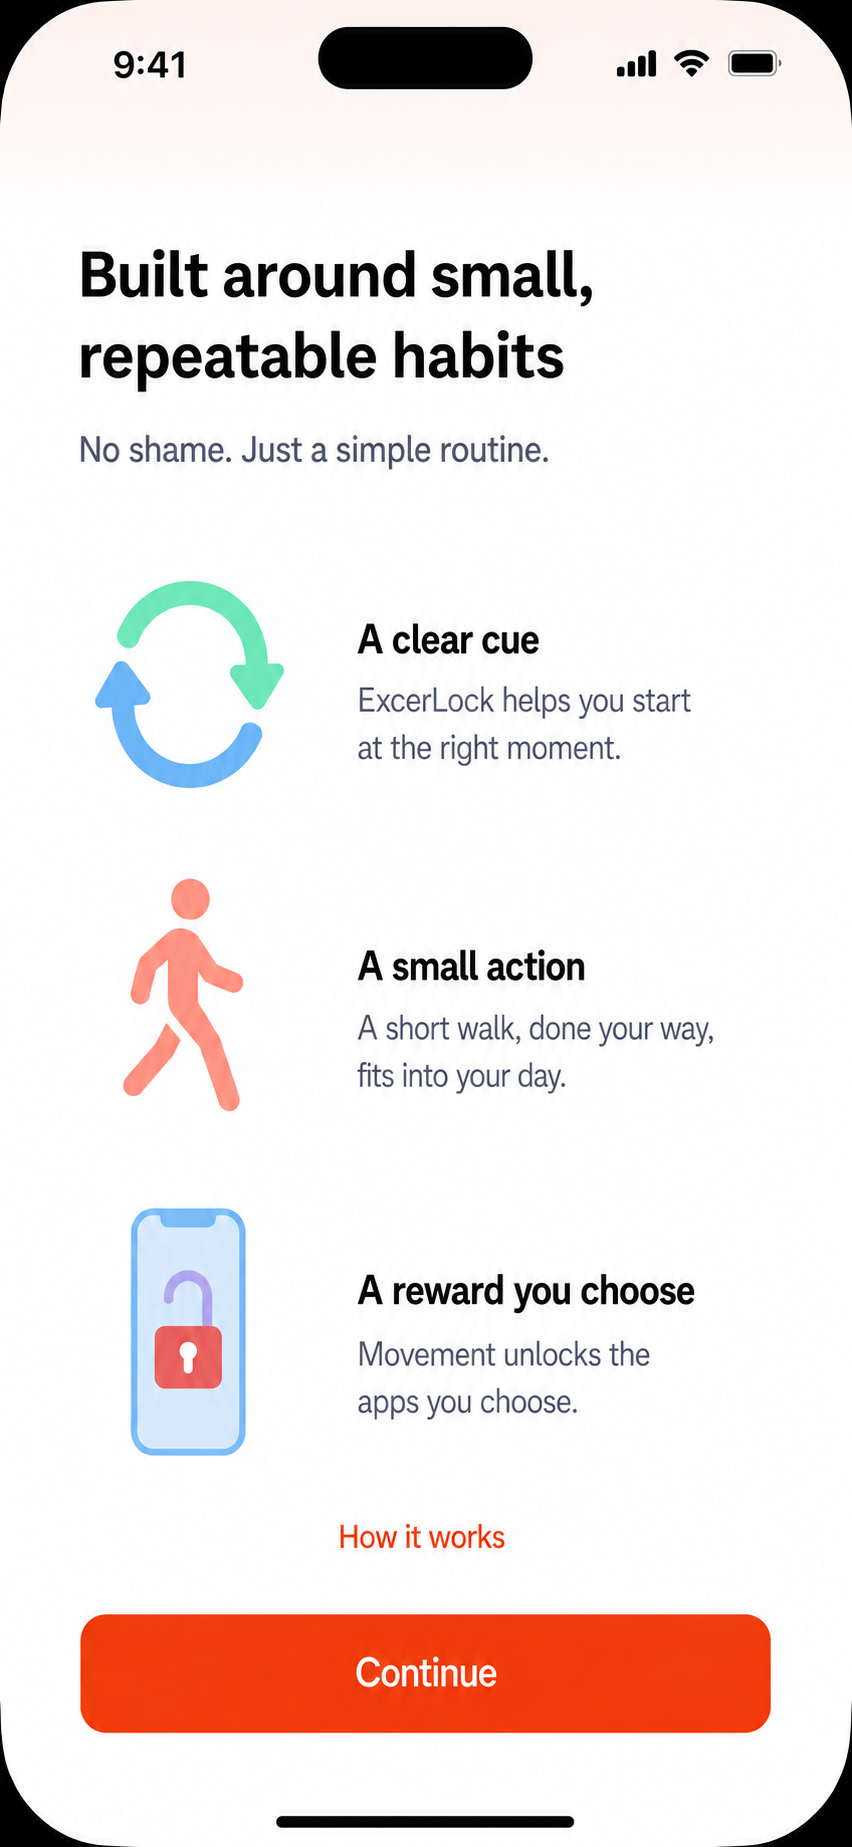 9:41
Built around small,
repeatable habits
No shame. Just a simple routine.
A clear cue
ExcerLock helps you start
at the right moment.
A small action
A short walk, done your way,
fits into your day.
A reward you choose
Movement unlocks the
apps you choose.
How it works
Continue